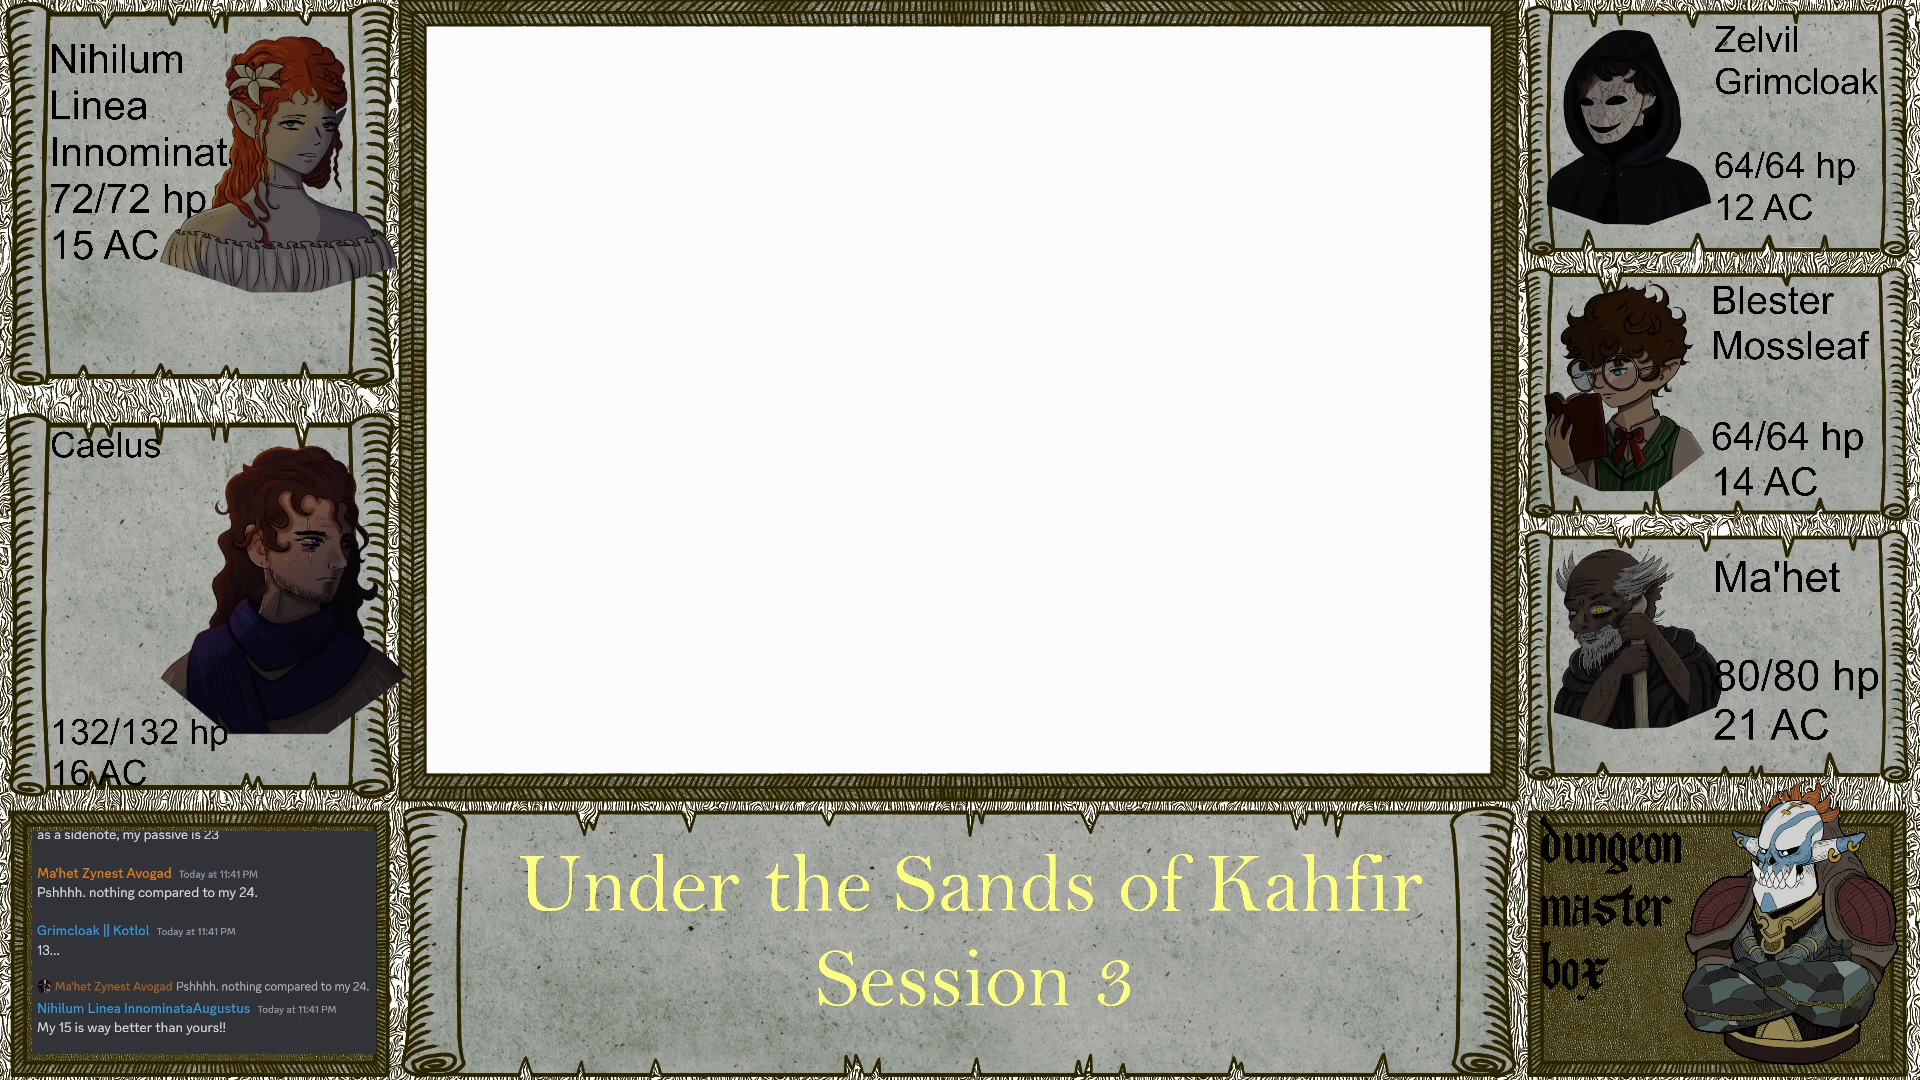 Nihilum
Linea
Innominat
72/72 hp
15 AC
Caelus
132/132 hp
16 AC
as a sidenote, my passive is 23
Ma'het Zynest Avogad Today at 11:41 PM
Pshhhh. nothing compared to my 24.
Grimcloak || Kotlol Today at 11:41 PM
13...
Ma'het Zynest Avogad Pshhhh. nothing compared to my 24.
Nihilum Linea InnominataAugustus Today at 11:41 PM
My 15 is way better than yours!!
Under the Sands of Kahfir
Session 3
Zelvil
Grimcloak
64/64 hp
12 AC
Blester
Mossleaf
64/64 hp
14 AC
Ma'het
80/80 hp
21 AC
dungeon
master
box